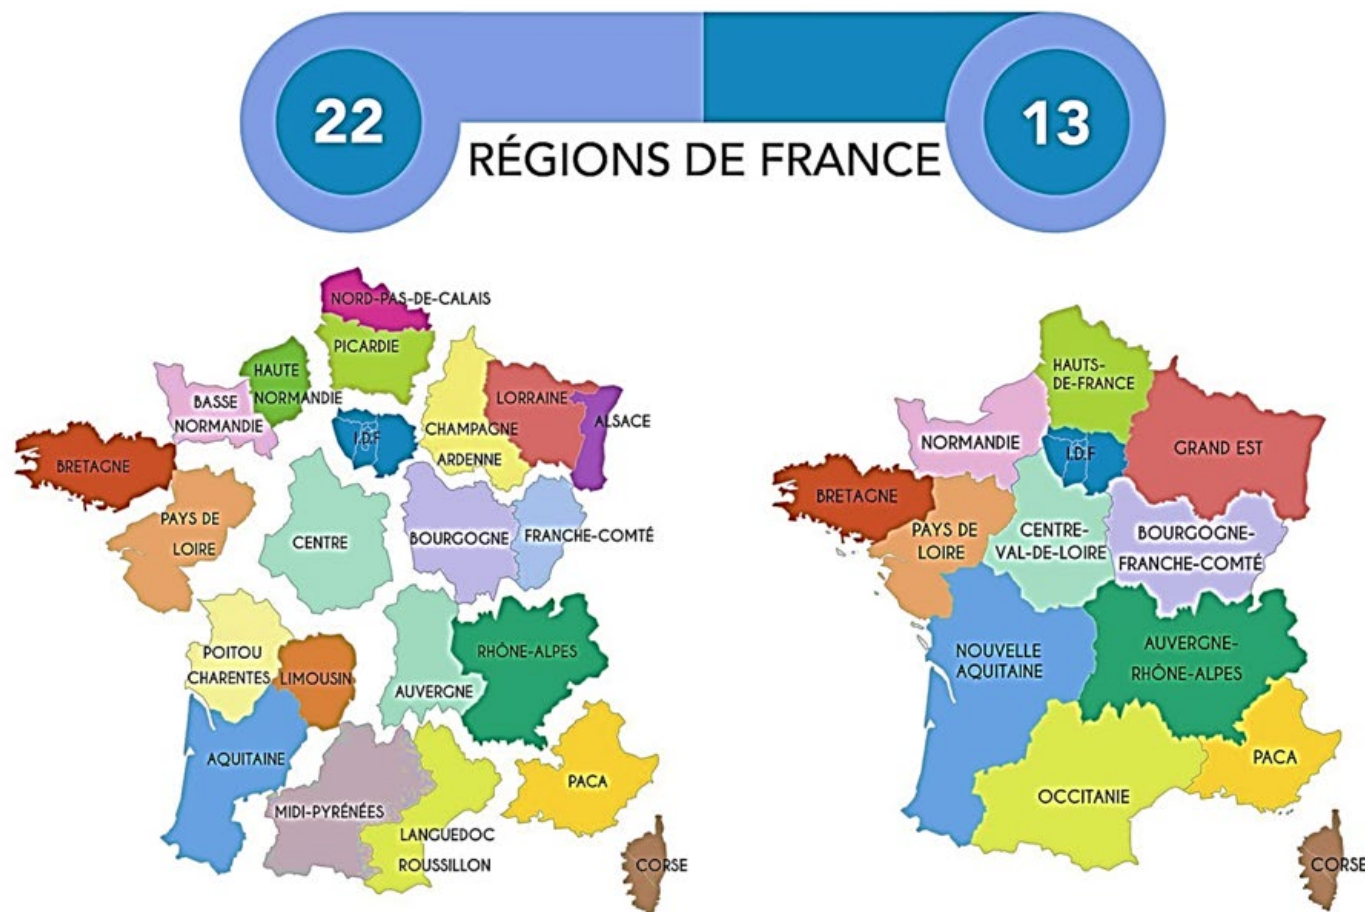 22
13
RÉGIONS DE FRANCE
NORD-PAS-DE-CALAIS
PICARDIE
HAUTE
NORMANDIE
BASSE
NORMANDIE
LORRAINE
ALSACE
CHAMPAGNE
ARDENNE
I.D.F
BRETAGNE
PAYS DE
LOIRE
CENTRE
BOURGOGNE
FRANCHE-COMTÉ
POITOU
CHARENTES
LIMOUSIN
AUVERGNE
RHÔNE-ALPES
AQUITAINE
MIDI-PYRÉNÉES
LANGUEDOC
ROUSSILLON
PACA
CORSE
HAUTS-
DE-FRANCE
NORMANDIE
I.D.F
GRAND EST
BRETAGNE
PAYS DE
LOIRE
CENTRE-
VAL-DE-LOIRE
BOURGOGNE-
FRANCHE-COMTÉ
NOUVELLE
AQUITAINE
AUVERGNE-
RHÔNE-ALPES
OCCITANIE
PACA
CORSE